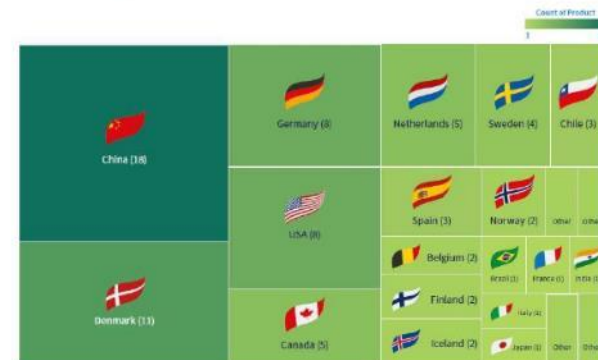 Count of Product
1
China (18)
Germany (8)
Netherlands (5)
Sweden (4)
Chile (3)
USA (8)
Spain (3)
Norway (2)
Other
Belgium (2)
Brazil (1)
France (1)
Denmark (11)
Finland (2)
Italy (1)
Canada (5)
Iceland (2)
Japan (1)
Other